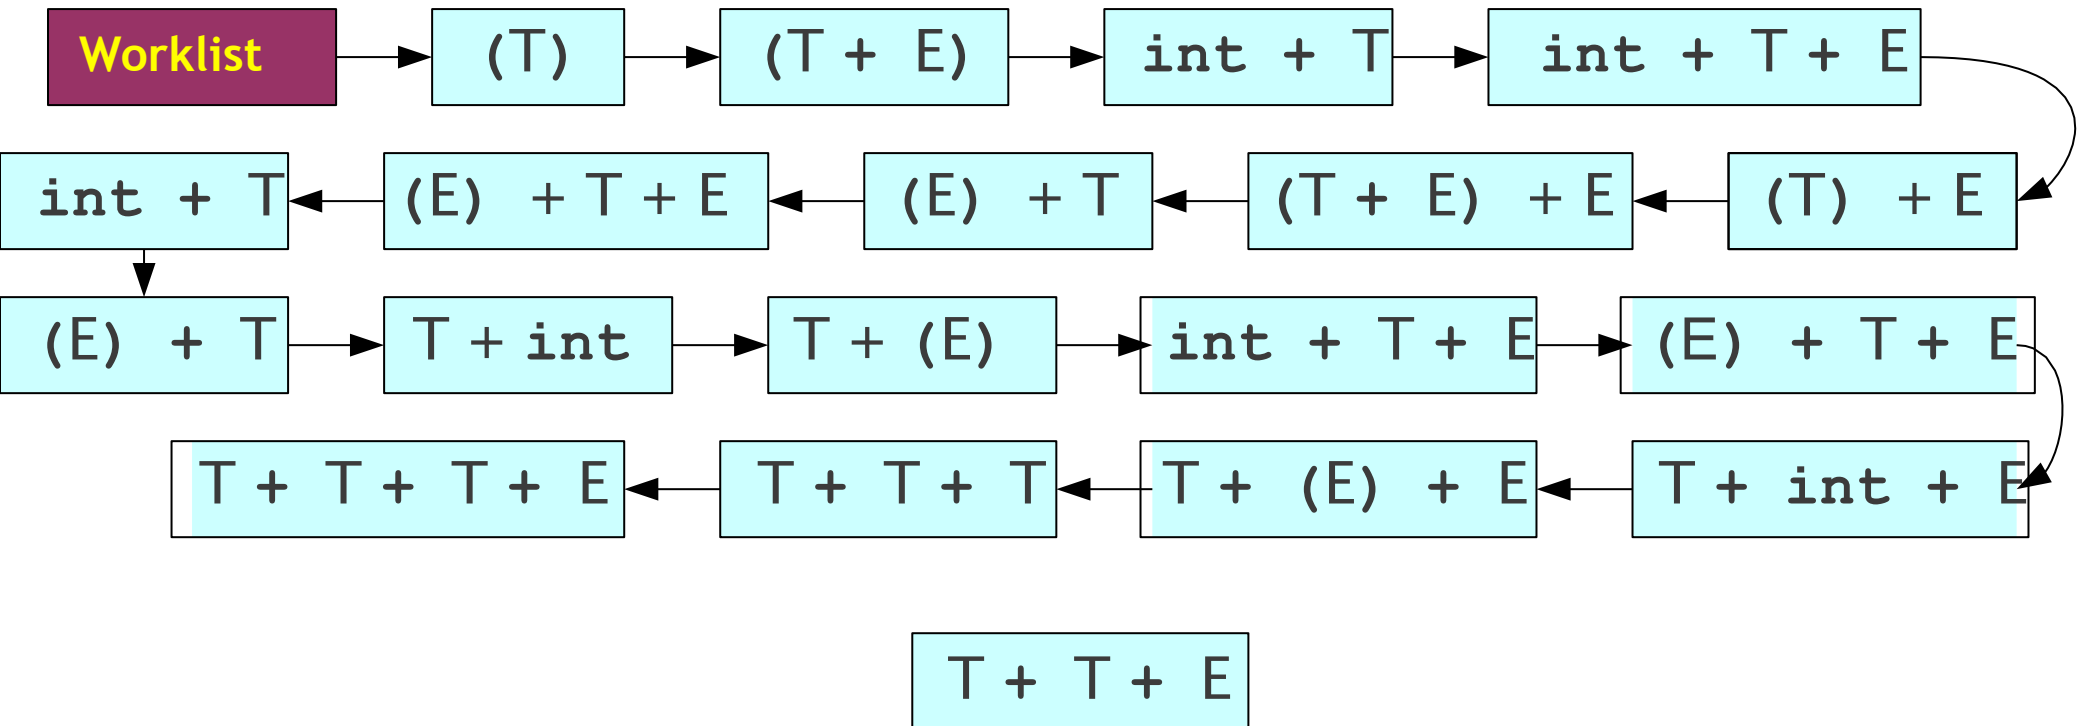 Worklist
(T)
(T + E)
int + T
int + T + E
(T) + E
(T + E) + E
(E) + T
(E) + T + E
int + T
(E) + T
T + int
T + (E)
int + T + E
(E) + T + E
T + int + E
T + (E) + E
T + T + T
T + T + T + E
T + T + E